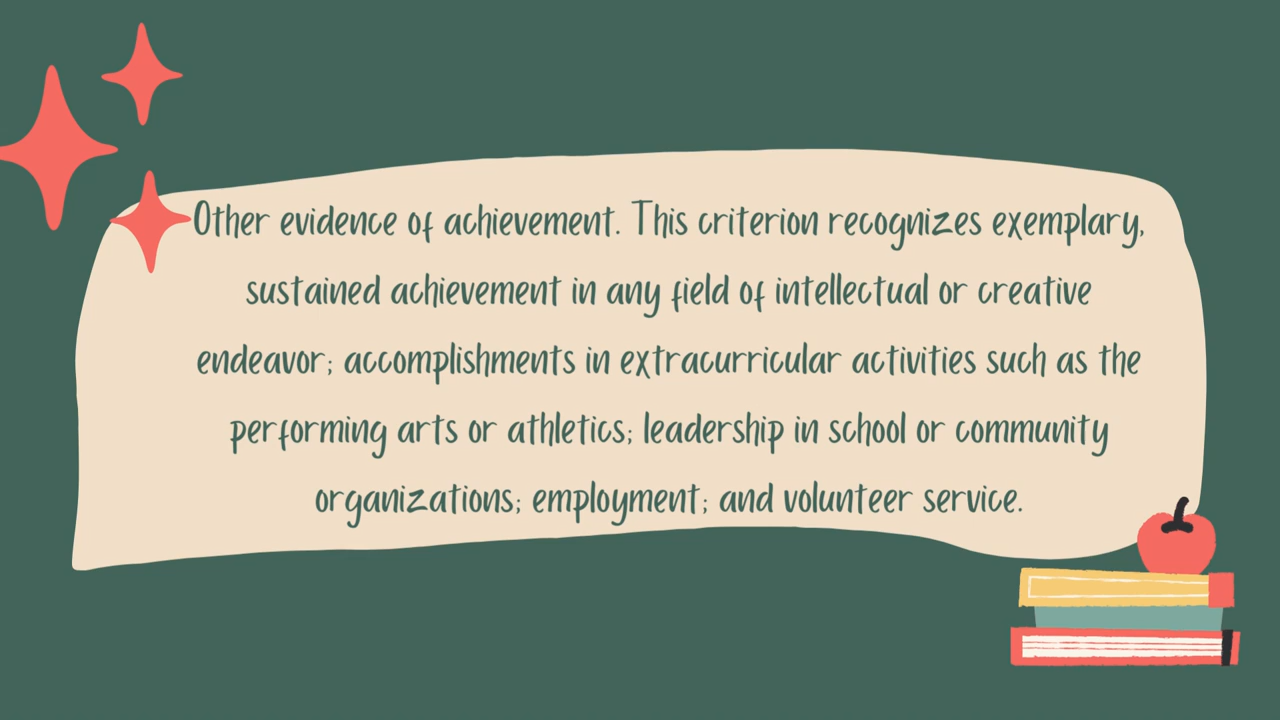 Other evidence of achievement. This criterion recognizes exemplary,
sustained achievement in any field of intellectual or creative
endeavor; accomplishments in extracurricular activities such as the
performing arts or athletics; leadership in school or community
organizations; employment; and volunteer service.